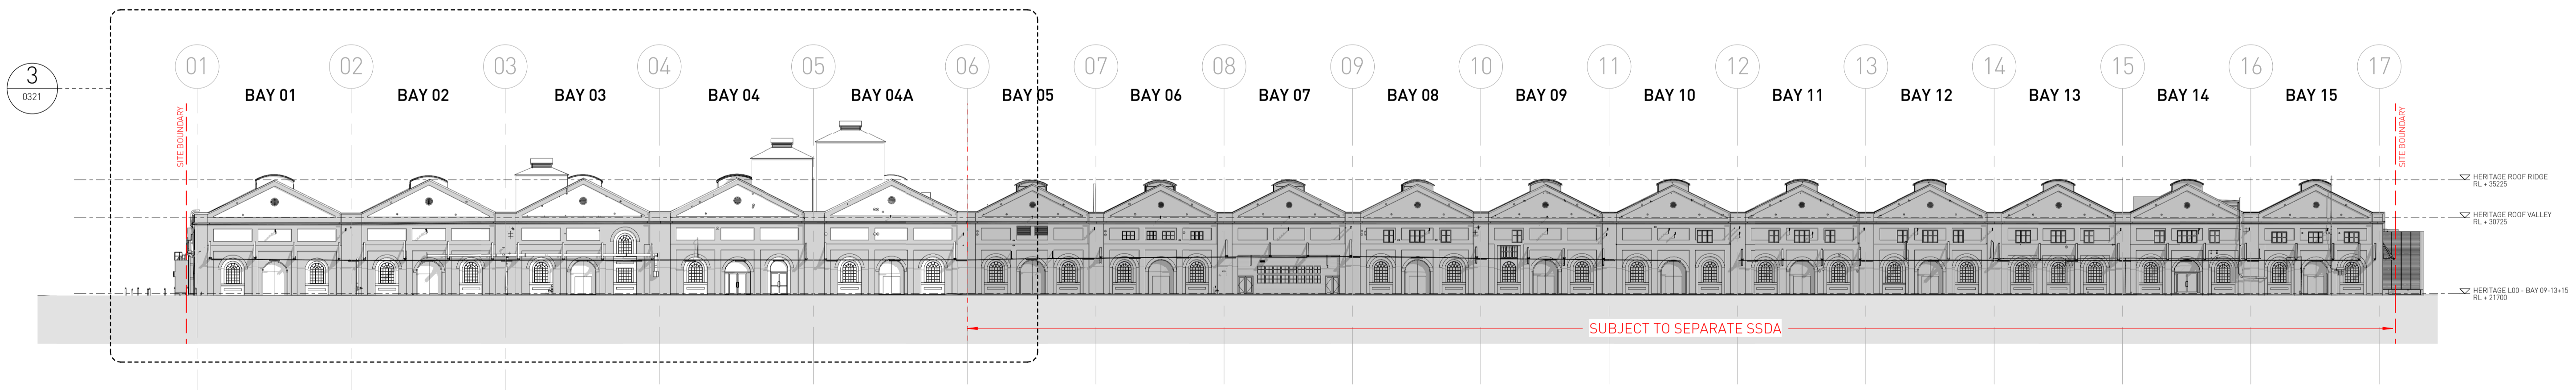 3
0321
01
02
03
04
05
06
07
08
09
10
11
12
13
14
15
16
17
BAY 01
BAY 02
BAY 03
BAY 04
BAY 04A
BAY 05
BAY 06
BAY 07
BAY 08
BAY 09
BAY 10
BAY 11
BAY 12
BAY 13
BAY 14
BAY 15
SITE BOUNDARY
SITE BOUNDARY
HERITAGE ROOF RIDGE
RL + 35225
HERITAGE ROOF VALLEY
RL + 30725
HERITAGE L00 - BAY 09-13+15
RL + 21700
SUBJECT TO SEPARATE SSDA